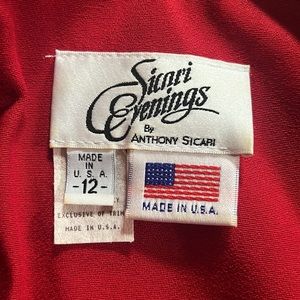 Sicari
Evenings
By
ANTHONY SICARI
MADE IN
U. S. A.
-12-
MADE IN U.S.A.
EXCLUSIVE OF TRIM
MADE IN U.S.A.